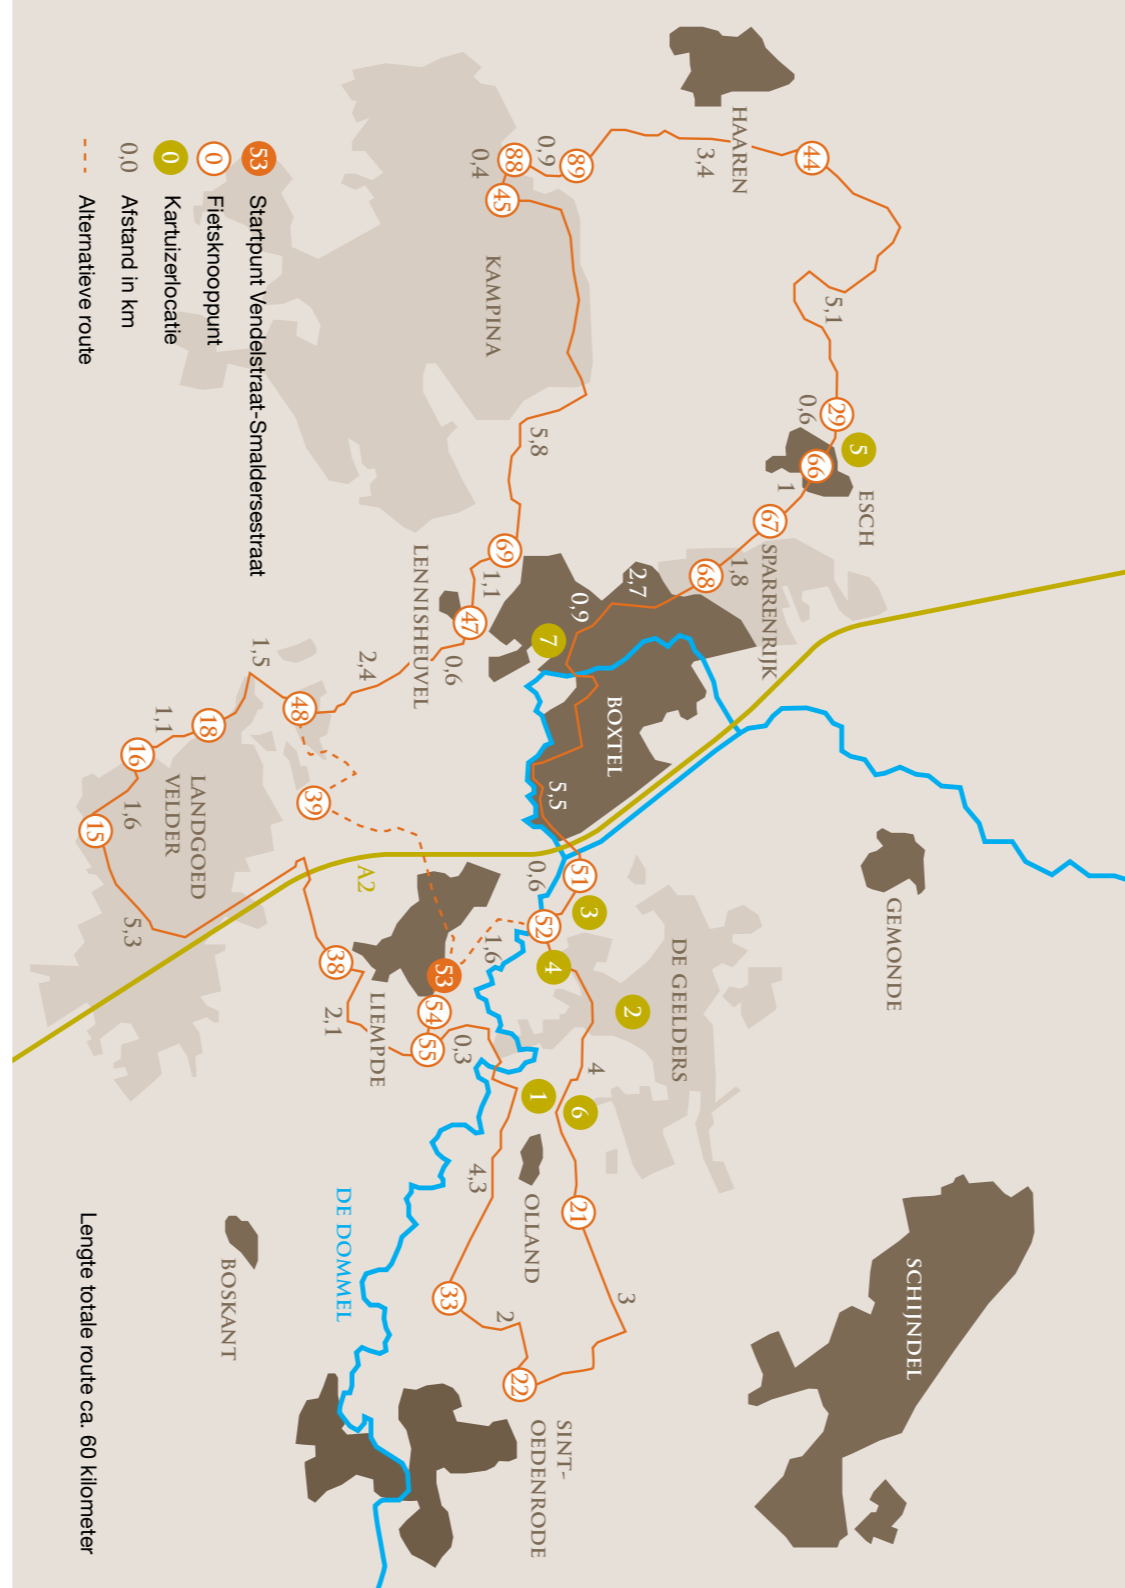 HAAREN
44
3,4
89
0,9
88
0,4
45
KAMPINA
5,1
29
0,6
5
66
ESCH
1
67
SPARRENRIJK
1,8
68
5,8
69
LENNISHEUVEL
1,1
47
0,6
2,7
0,9
7
BOXTEL
5,5
2,4
48
1,5
18
1,1
16
1,6
15
LANDGOED
VELDER
39
A2
5,3
38
2,1
LIEMPDE
53
54
55
0,3
1,6
0,6
51
52
3
4
2
DE GEELDERS
GEMONDE
4
1
6
OLLAND
21
4,3
33
2
3
22
SINT-
OEDENRODE
DE DOMMEL
BOSKANT
SCHIJNDEL
53 Startpunt Vendelstraat-Smaldersestraat
0 Fietsknooppunt
0 Kartuizerlocatie
0,0 Afstand in km
Alternatieve route
Lengte totale route ca. 60 kilometer